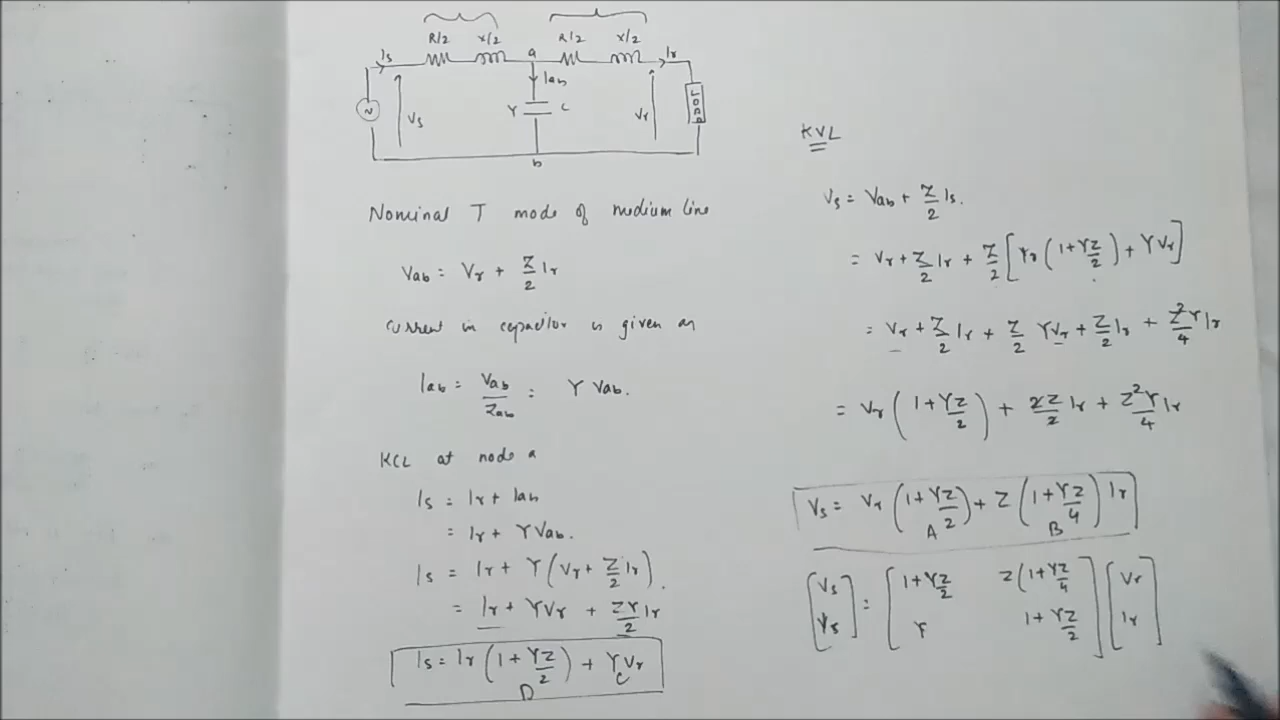 R/2 X/2 R/2 X/2
Is a Ir
Iab
Vs Y C Vr LOAD
b
Nominal T mode of medium line
Vab = Vr + Z/2 Ir
Current in capacitor is given as
Iab = Vab/Zab = Y Vab.
KCL at node a
Is = Ir + Iab
= Ir + Y Vab.
Is = Ir + Y (Vr + Z/2 Ir).
= Ir + YVr + ZY/2 Ir
Is = Ir (1 + YZ/2) + YVr
D C
KVL
Vs = Vab + Z/2 Is.
= Vr + Z/2 Ir + Z/2 [Ir (1 + YZ/2) + YVr]
= Vr + Z/2 Ir + Z/2 YVr + Z/2 Ir + Z²Y/4 Ir
= Vr (1 + YZ/2) + 2Z/2 Ir + Z²Y/4 Ir
Vs = Vr (1 + YZ/2) + Z (1 + YZ/4) Ir
A B
[Vs] = [1 + YZ/2 Z(1 + YZ/4] [Vr]
[Is] [Y 1 + YZ/2] [Ir]